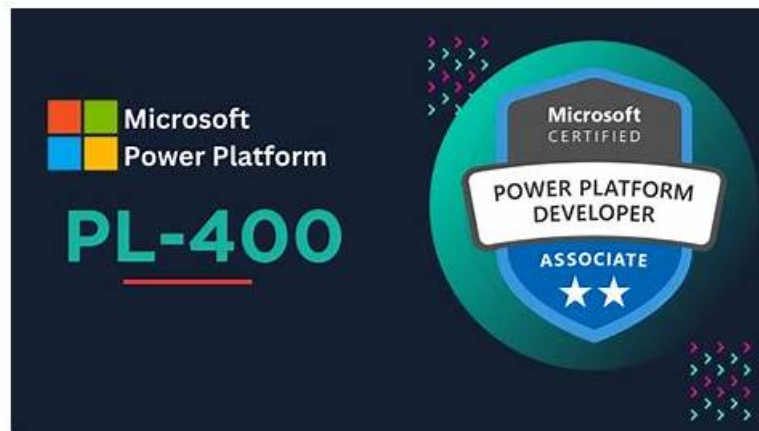 Microsoft
Power Platform
PL-400
Microsoft
CERTIFIED
POWER PLATFORM
DEVELOPER
ASSOCIATE